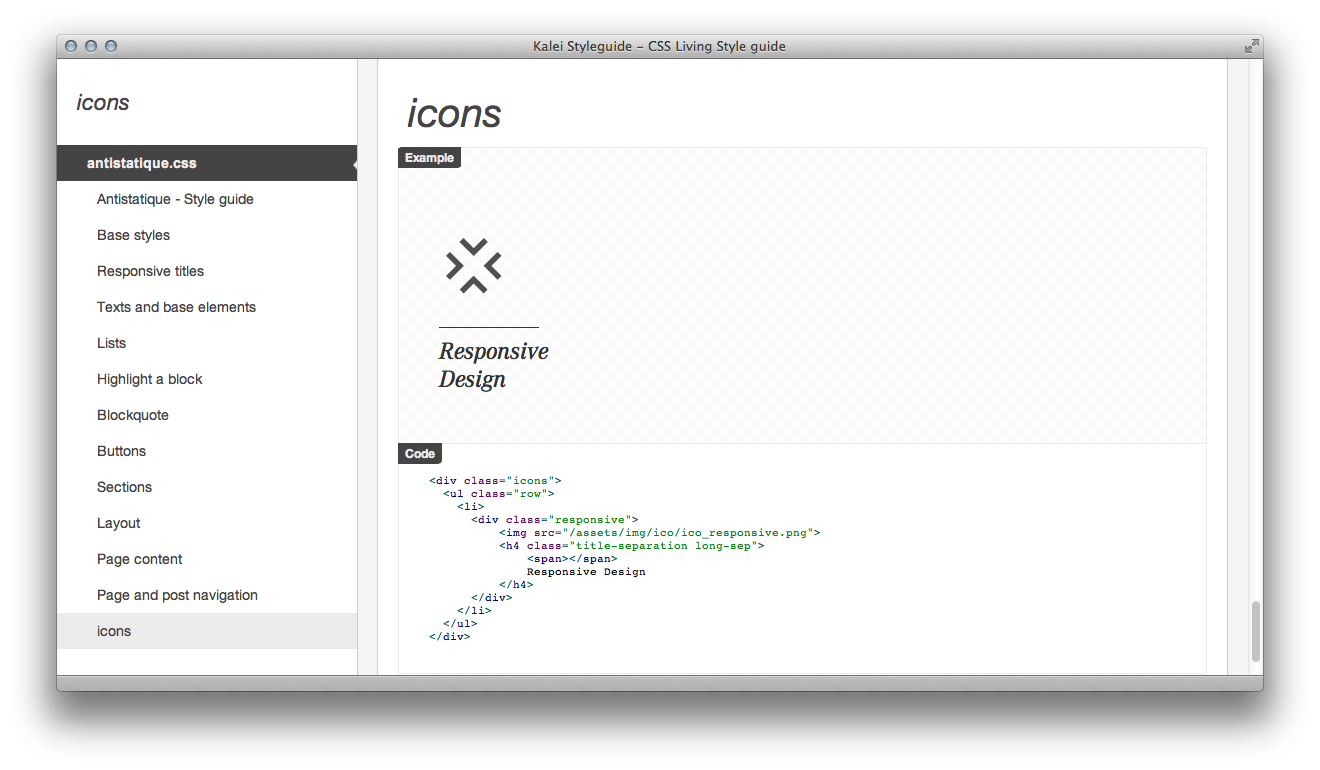 Kalei Styleguide – CSS Living Style guide
icons
antistatique.css
Antistatique - Style guide
Base styles
Responsive titles
Texts and base elements
Lists
Highlight a block
Blockquote
Buttons
Sections
Layout
Page content
Page and post navigation
icons
icons
Example
Responsive
Design
Code
<div class="icons">
  <ul class="row">
    <li>
      <div class="responsive">
          <img src="/assets/img/ico/ico_responsive.png">
          <h4 class="title-separation long-sep">
              <span></span>
              Responsive Design
          </h4>
      </div>
    </li>
  </ul>
</div>